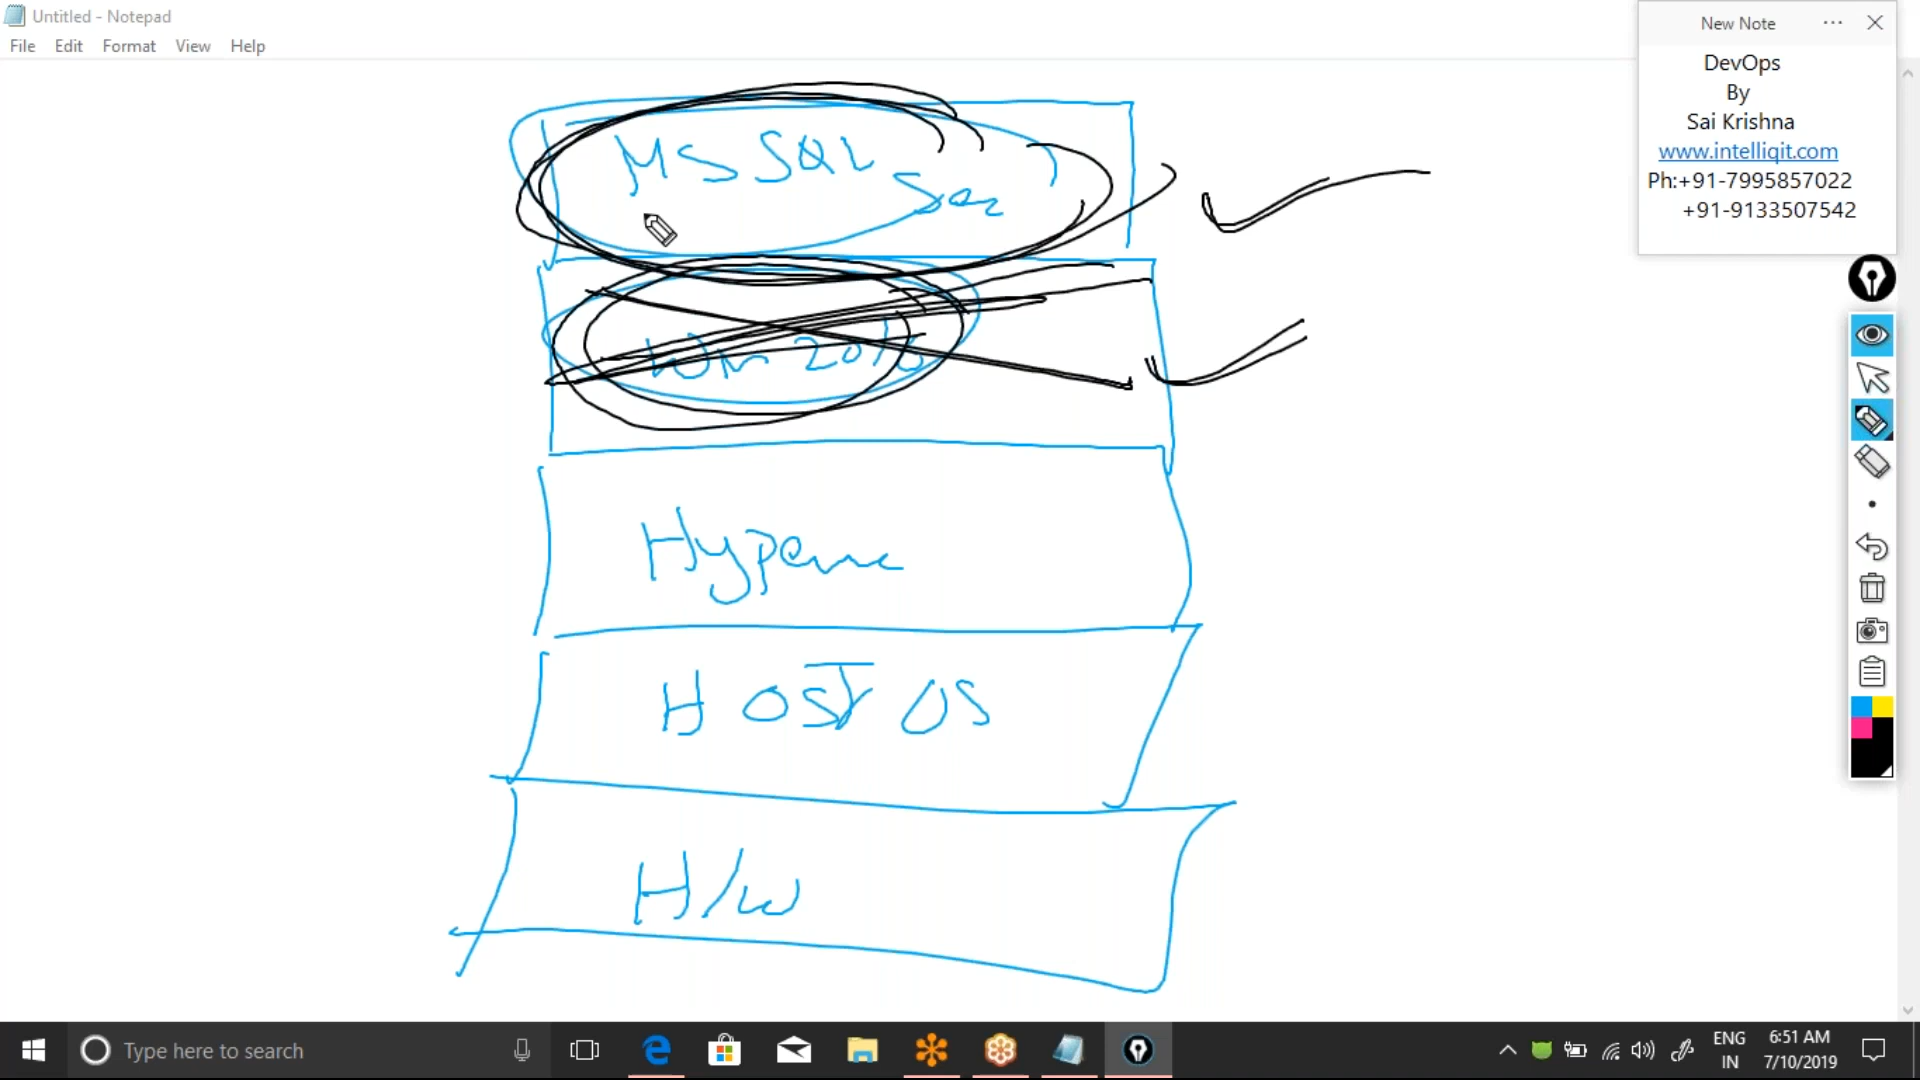 Untitled - Notepad
File Edit Format View Help
New Note
DevOps
By
Sai Krishna
www.intelliqit.com
Ph:+91-7995857022
+91-9133507542
MS SQL
Win 2016
HOST OS
H/w
Type here to search
ENG
IN
6:51 AM
7/10/2019